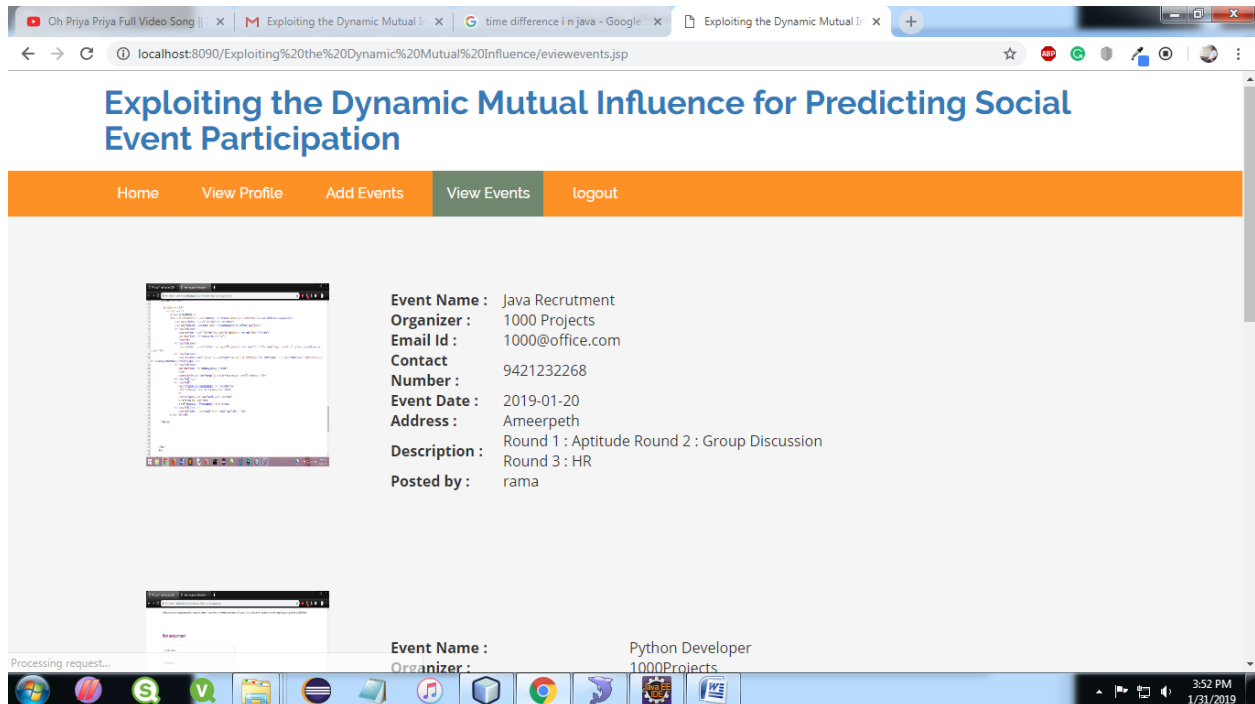 Oh Priya Priya Full Video Song ||
Exploiting the Dynamic Mutual In
time difference i n java - Google
Exploiting the Dynamic Mutual In
localhost:8090/Exploiting%20the%20Dynamic%20Mutual%20Influence/eviewevents.jsp
ABP
Exploiting the Dynamic Mutual Influence for Predicting Social
Event Participation
Home View Profile Add Events View Events logout
Event Name : Java Recrutment
Organizer : 1000 Projects
Email Id : 1000@office.com
Contact
Number : 9421232268
Event Date : 2019-01-20
Address : Ameerpeth
Description : Round 1 : Aptitude Round 2 : Group Discussion
Round 3 : HR
Posted by : rama
Event Name : Python Developer
Organizer : 1000Projects
Processing request...
Java EE
IDE
3:52 PM
1/31/2019